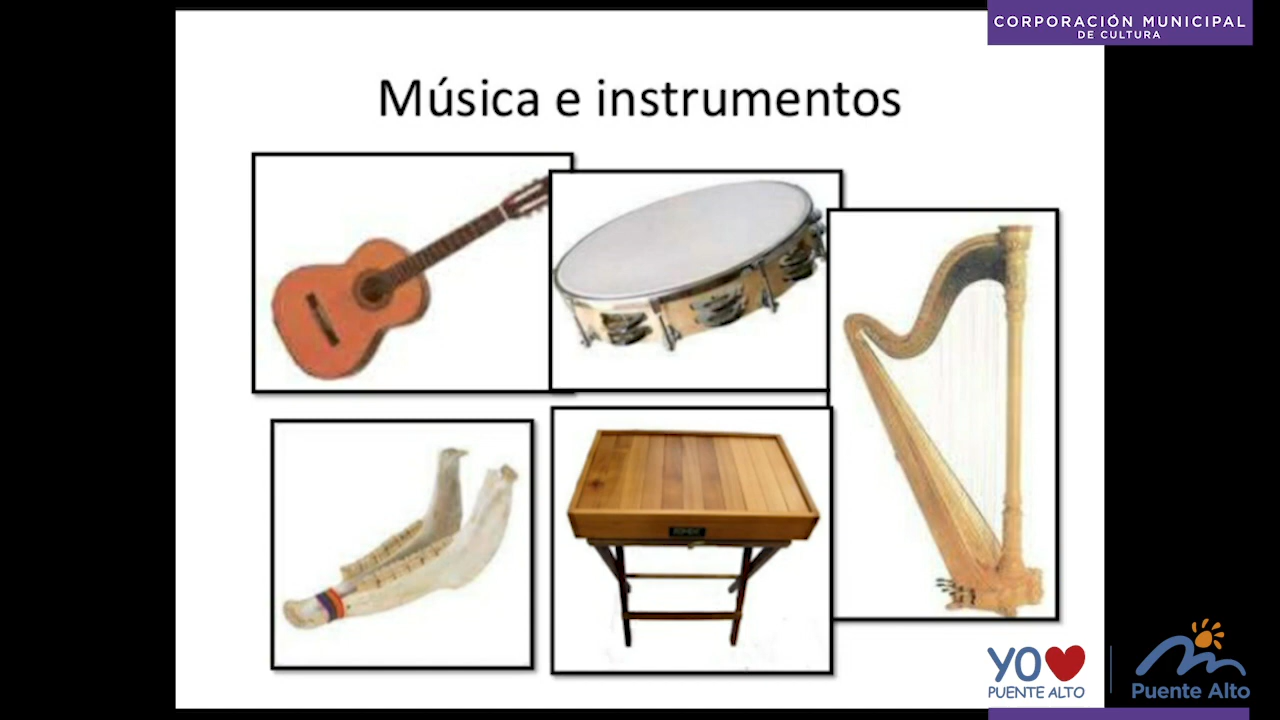 CORPORACIÓN MUNICIPAL
DE CULTURA
Música e instrumentos
YO
PUENTE ALTO
Puente Alto